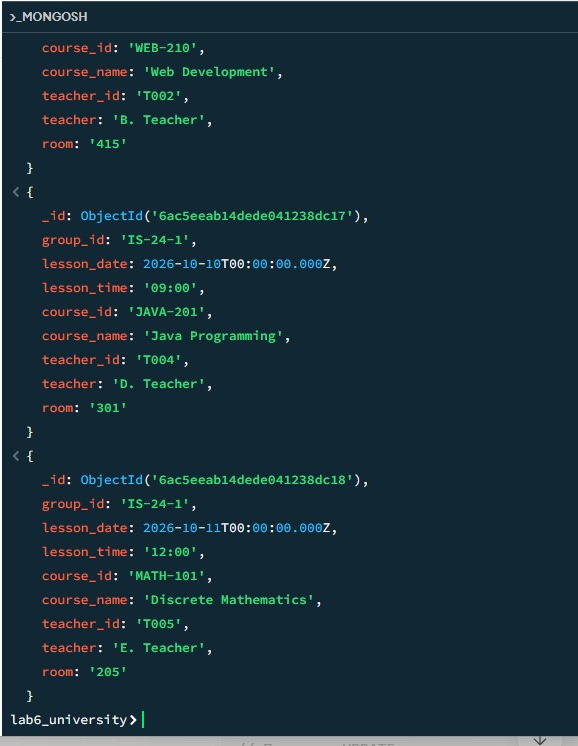 >_MONGOSH
course_id: 'WEB-210',
course_name: 'Web Development',
teacher_id: 'T002',
teacher: 'B. Teacher',
room: '415'
}
< {
_id: ObjectId('6ac5eeab14dede041238dc17'),
group_id: 'IS-24-1',
lesson_date: 2026-10-10T00:00:00.000Z,
lesson_time: '09:00',
course_id: 'JAVA-201',
course_name: 'Java Programming',
teacher_id: 'T004',
teacher: 'D. Teacher',
room: '301'
}
< {
_id: ObjectId('6ac5eeab14dede041238dc18'),
group_id: 'IS-24-1',
lesson_date: 2026-10-11T00:00:00.000Z,
lesson_time: '12:00',
course_id: 'MATH-101',
course_name: 'Discrete Mathematics',
teacher_id: 'T005',
teacher: 'E. Teacher',
room: '205'
}
lab6_university>